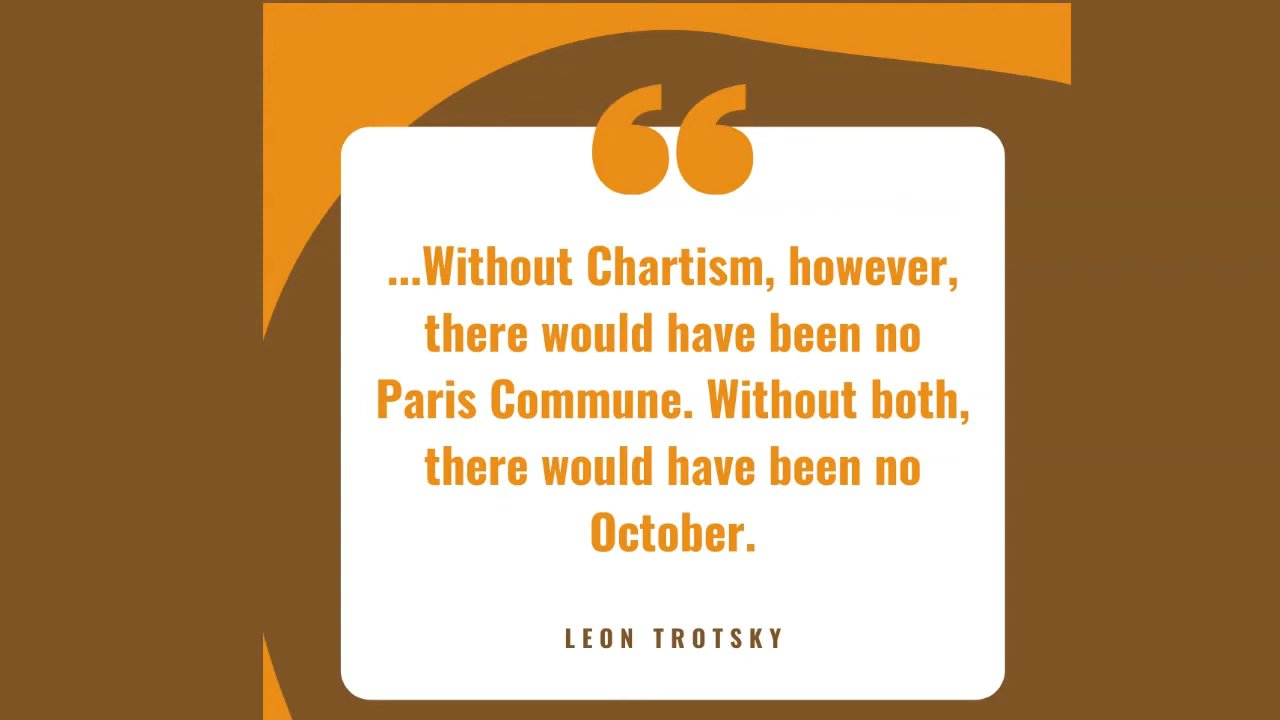 ...Without Chartism, however,
there would have been no
Paris Commune. Without both,
there would have been no
October.
LEON TROTSKY